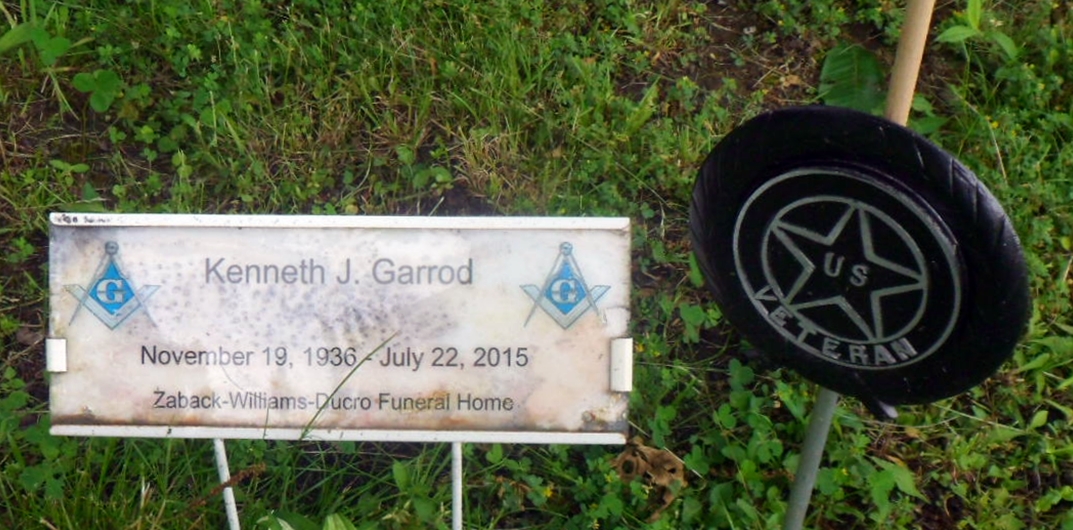 G
G
Kenneth J. Garrod
November 19, 1936 - July 22, 2015
Zaback-Williams-Ducro Funeral Home
US
VETERAN